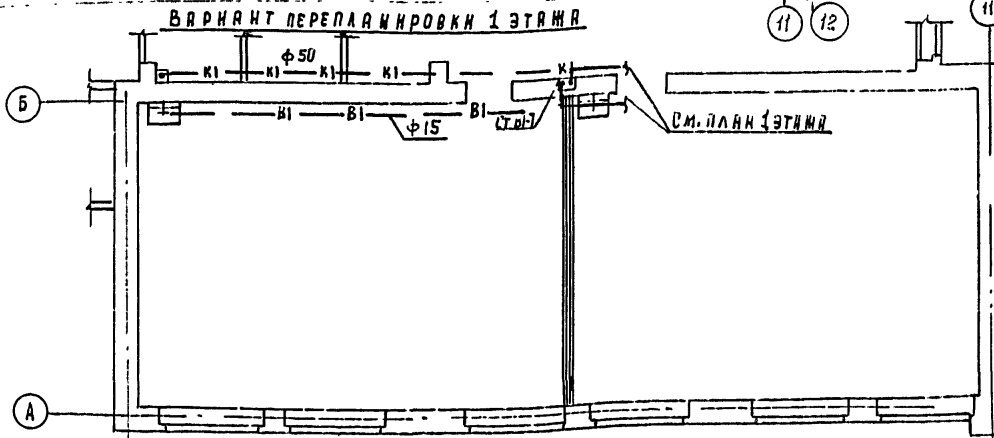 ВАРИАНТ ПЕРЕПЛАНИРОВКИ 1 ЭТАЖА
11 12 11
ф50
К1 К1 К1 К1 К
Б
В1 В1 В1
ф15
СМ. ПЛАН 1 ЭТАЖА
А